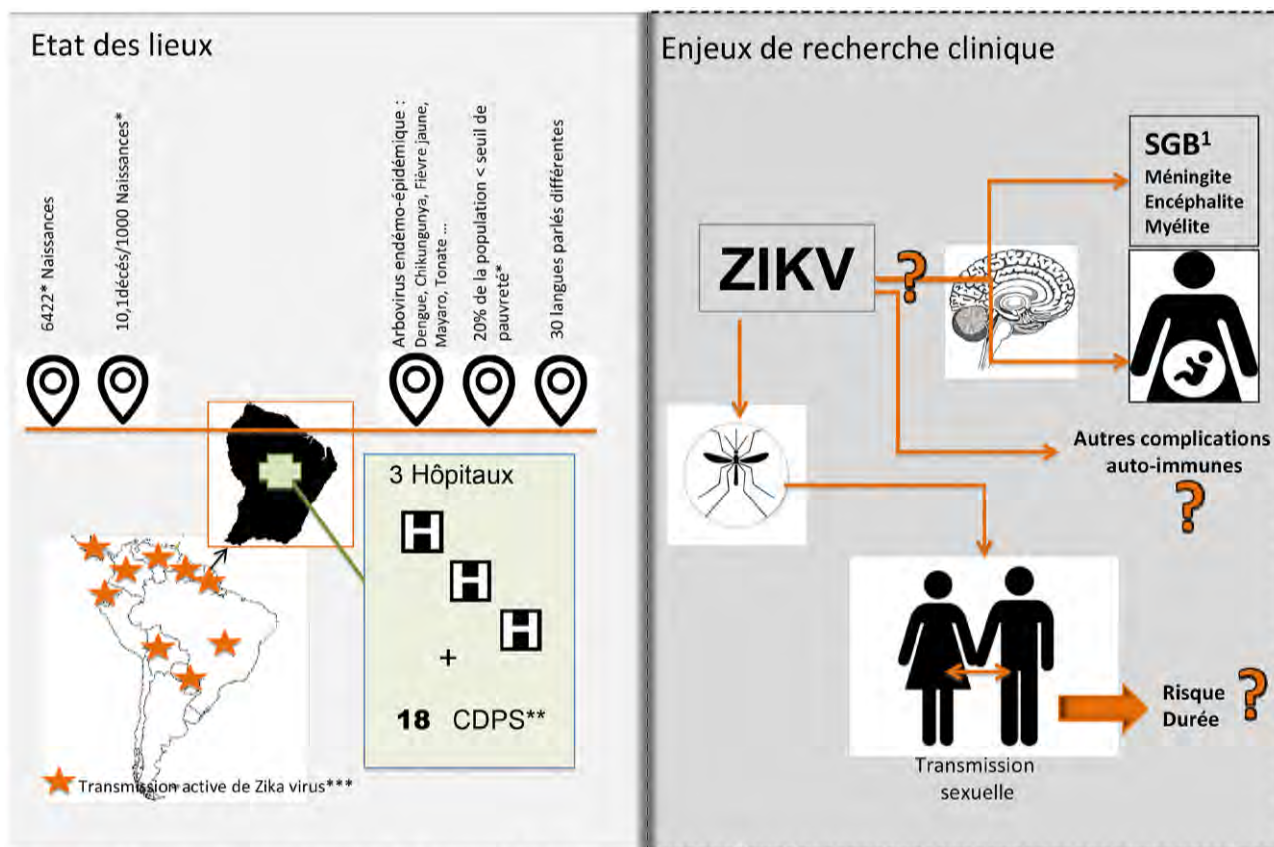 Etat des lieux
6422* Naissances
10,1décés/1000 Naissances*
Arbovirus endémo-épidémique :
Dengue, Chikungunya, Fièvre jaune,
Mayaro, Tonate ...
20% de la population < seuil de
pauvreté*
30 langues parlés différentes
3 Hôpitaux
H
H
H
+
18 CDPS**
Transmission active de Zika virus***
Enjeux de recherche clinique
ZIKV
?
SGB¹
Méningite
Encéphalite
Myélite
Autres complications
auto-immunes
?
Risque
Durée
?
Transmission
sexuelle